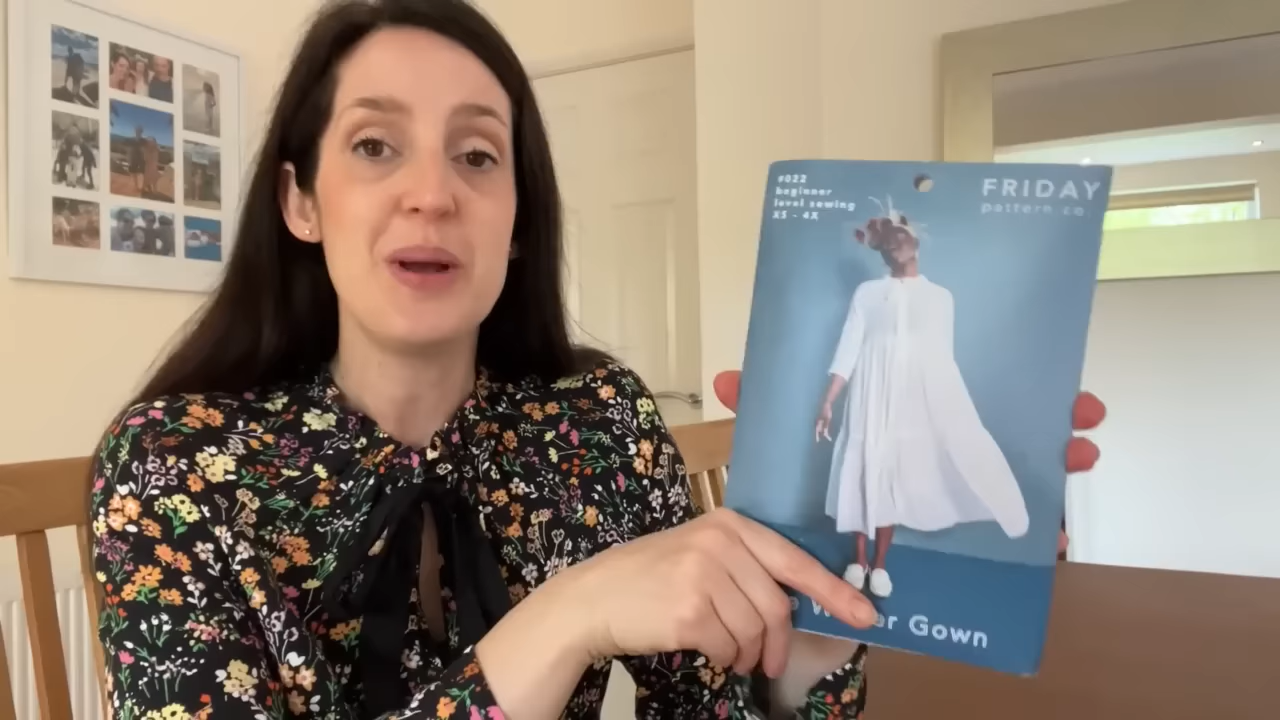 #022
beginner
level sewing
XS - 4X
FRIDAY
pattern co.
Gown